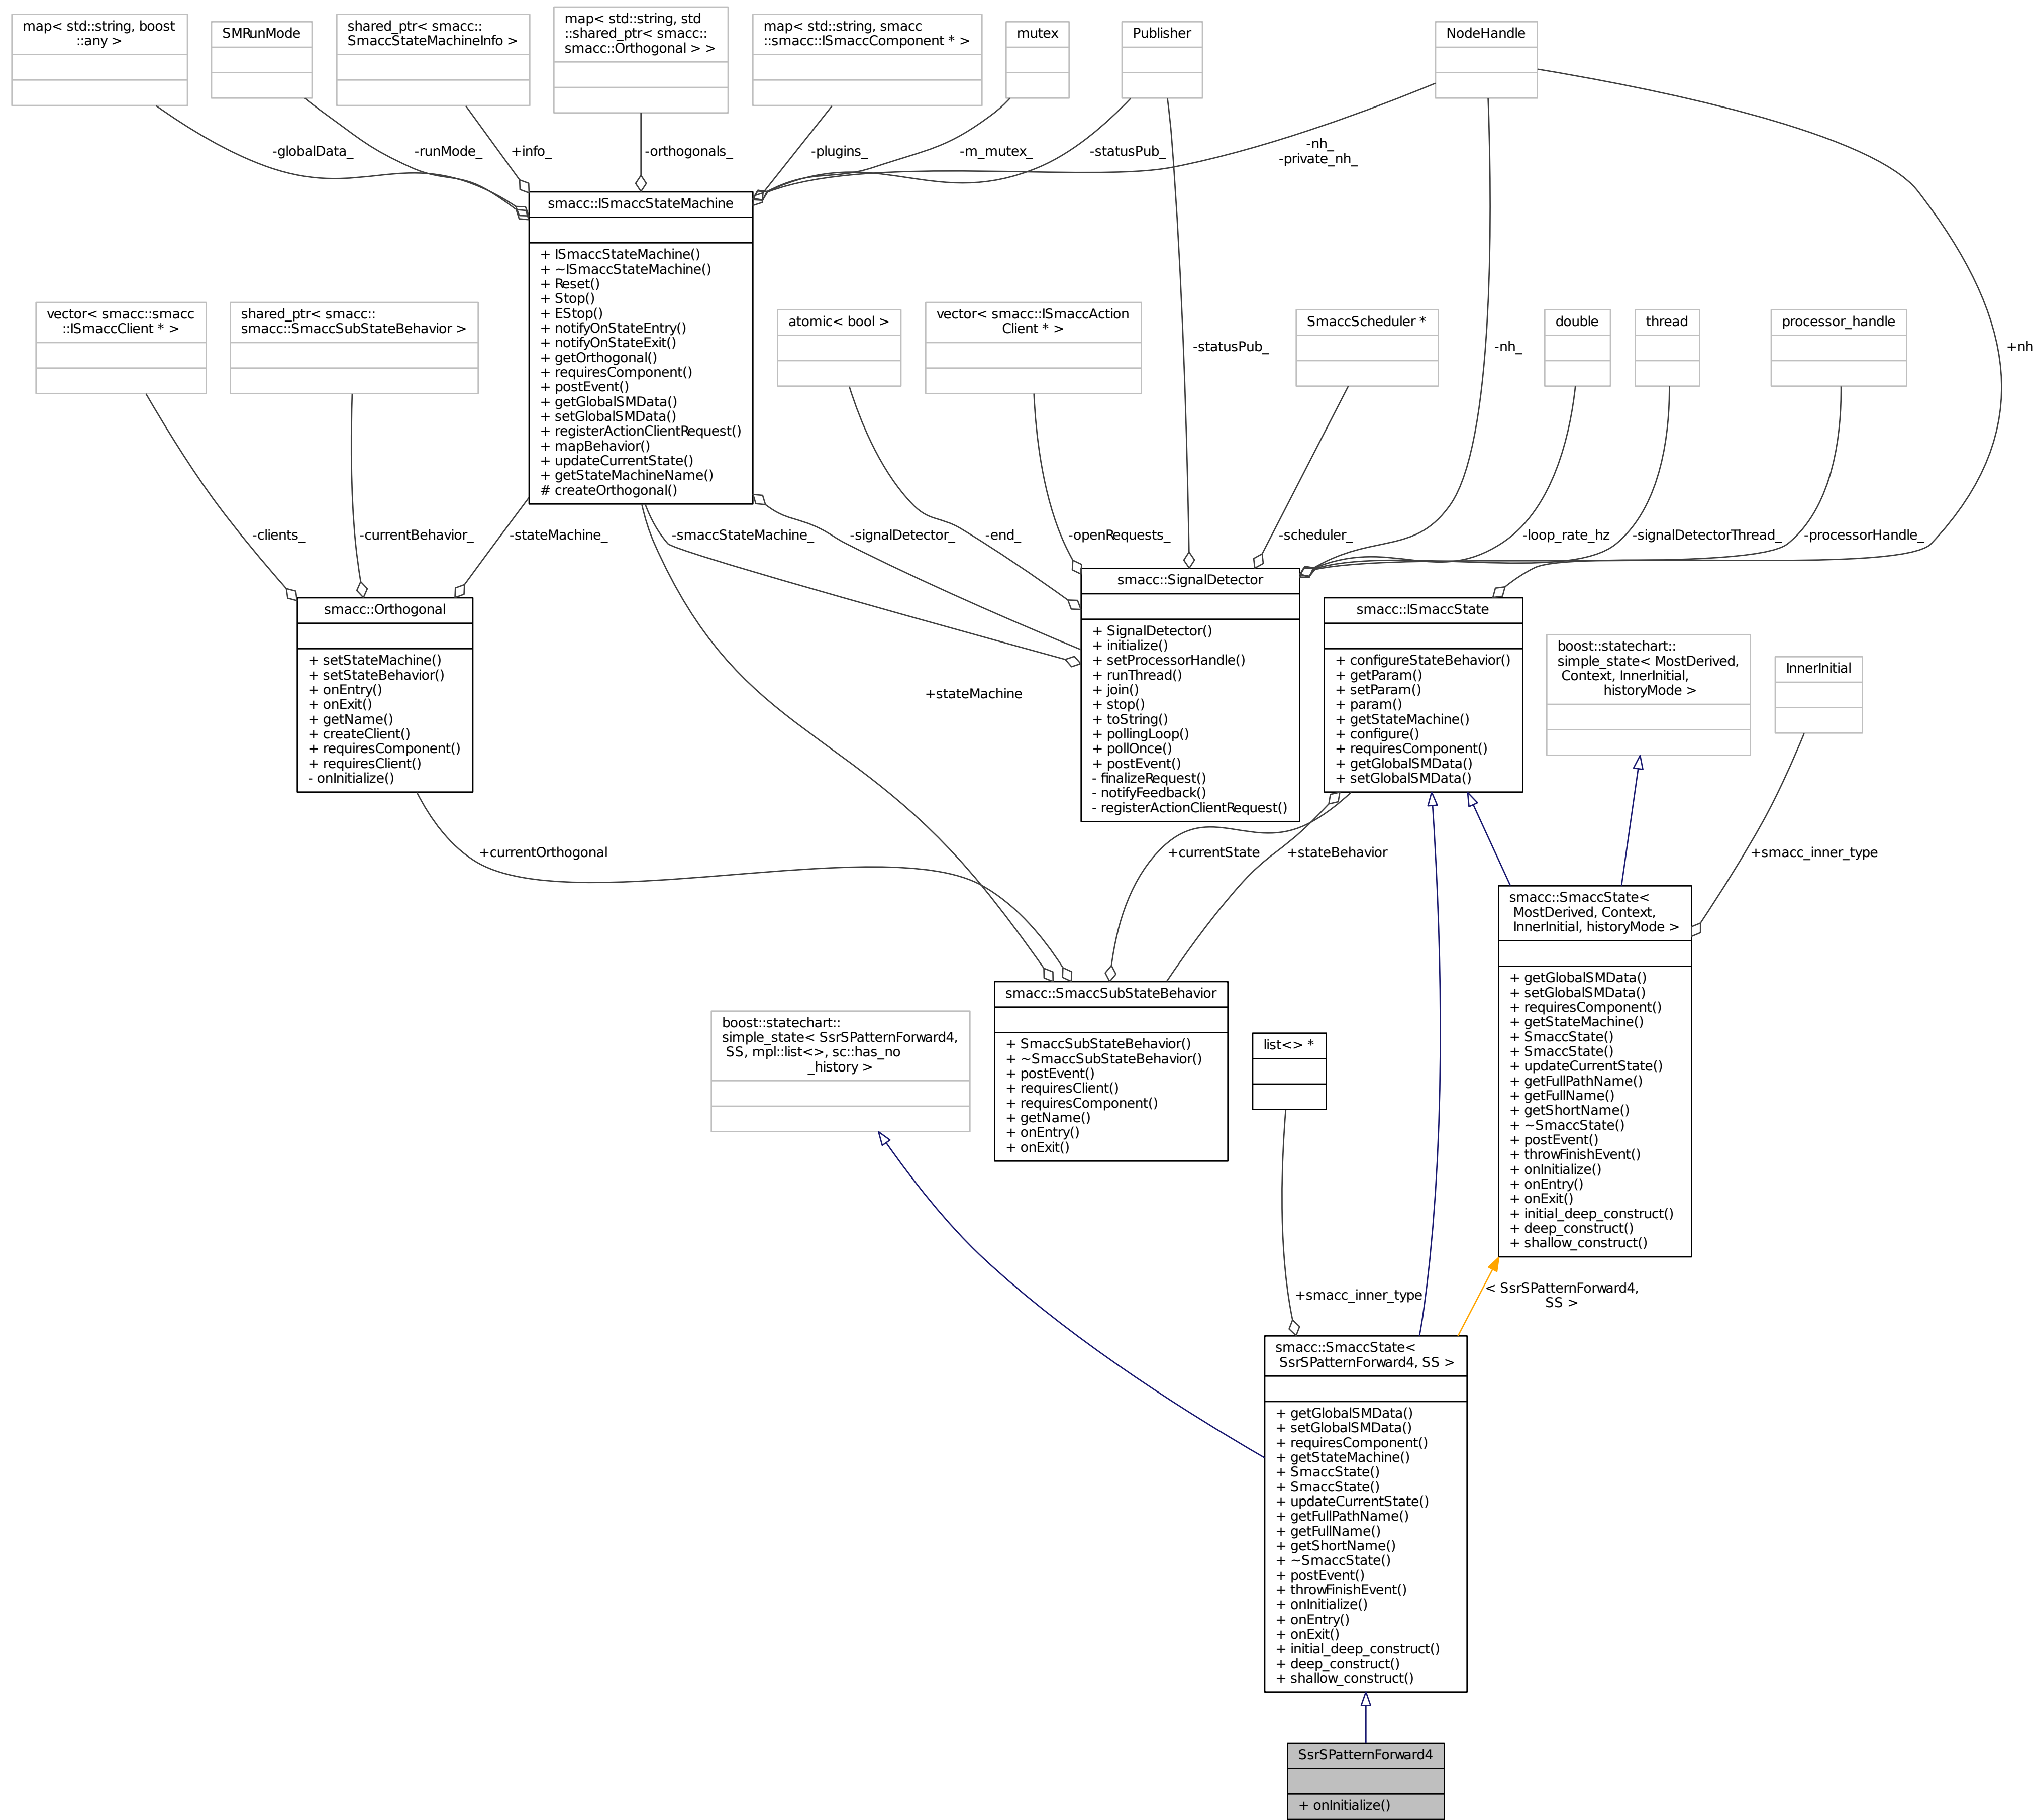 map< std::string, boost
::any >
SMRunMode
shared_ptr< smacc::
SmaccStateMachineInfo >
map< std::string, std
::shared_ptr< smacc::
smacc::Orthogonal > >
map< std::string, smacc
::smacc::ISmaccComponent * >
mutex
Publisher
NodeHandle
-globalData_
-runMode_
+info_
-orthogonals_
-plugins_
-m_mutex_
-statusPub_
-nh_
-private_nh_
smacc::ISmaccStateMachine
+ ISmaccStateMachine()
+ ~ISmaccStateMachine()
+ Reset()
+ Stop()
+ EStop()
+ notifyOnStateEntry()
+ notifyOnStateExit()
+ getOrthogonal()
+ requiresComponent()
+ postEvent()
+ getGlobalSMData()
+ setGlobalSMData()
+ registerActionClientRequest()
+ mapBehavior()
+ updateCurrentState()
+ getStateMachineName()
# createOrthogonal()
vector< smacc::smacc
::ISmaccClient * >
shared_ptr< smacc::
smacc::SmaccSubStateBehavior >
atomic< bool >
vector< smacc::ISmaccAction
Client * >
SmaccScheduler *
double
thread
processor_handle
-statusPub_
-nh_
+nh
-clients_
-currentBehavior_
-stateMachine_
-smaccStateMachine_
-signalDetector_
-end_
-openRequests_
-scheduler_
-loop_rate_hz
-signalDetectorThread_
-processorHandle_
smacc::Orthogonal
+ setStateMachine()
+ setStateBehavior()
+ onEntry()
+ onExit()
+ getName()
+ createClient()
+ requiresComponent()
+ requiresClient()
- onInitialize()
smacc::SignalDetector
+ SignalDetector()
+ initialize()
+ setProcessorHandle()
+ runThread()
+ join()
+ stop()
+ toString()
+ pollingLoop()
+ pollOnce()
+ postEvent()
- finalizeRequest()
- notifyFeedback()
- registerActionClientRequest()
smacc::ISmaccState
+ configureStateBehavior()
+ getParam()
+ setParam()
+ param()
+ getStateMachine()
+ configure()
+ requiresComponent()
+ getGlobalSMData()
+ setGlobalSMData()
boost::statechart::
simple_state< MostDerived,
Context, InnerInitial,
historyMode >
InnerInitial
+stateMachine
+currentOrthogonal
+currentState
+stateBehavior
+smacc_inner_type
smacc::SmaccState<
MostDerived, Context,
InnerInitial, historyMode >
+ getGlobalSMData()
+ setGlobalSMData()
+ requiresComponent()
+ getStateMachine()
+ SmaccState()
+ SmaccState()
+ updateCurrentState()
+ getFullPathName()
+ getFullName()
+ getShortName()
+ ~SmaccState()
+ postEvent()
+ throwFinishEvent()
+ onInitialize()
+ onEntry()
+ onExit()
+ initial_deep_construct()
+ deep_construct()
+ shallow_construct()
smacc::SmaccSubStateBehavior
+ SmaccSubStateBehavior()
+ ~SmaccSubStateBehavior()
+ postEvent()
+ requiresClient()
+ requiresComponent()
+ getName()
+ onEntry()
+ onExit()
boost::statechart::
simple_state< SsrSPatternForward4,
SS, mpl::list<>, sc::has_no
_history >
list<> *
+smacc_inner_type
< SsrSPatternForward4,
SS >
smacc::SmaccState<
SsrSPatternForward4, SS >
+ getGlobalSMData()
+ setGlobalSMData()
+ requiresComponent()
+ getStateMachine()
+ SmaccState()
+ SmaccState()
+ updateCurrentState()
+ getFullPathName()
+ getFullName()
+ getShortName()
+ ~SmaccState()
+ postEvent()
+ throwFinishEvent()
+ onInitialize()
+ onEntry()
+ onExit()
+ initial_deep_construct()
+ deep_construct()
+ shallow_construct()
SsrSPatternForward4
+ onInitialize()